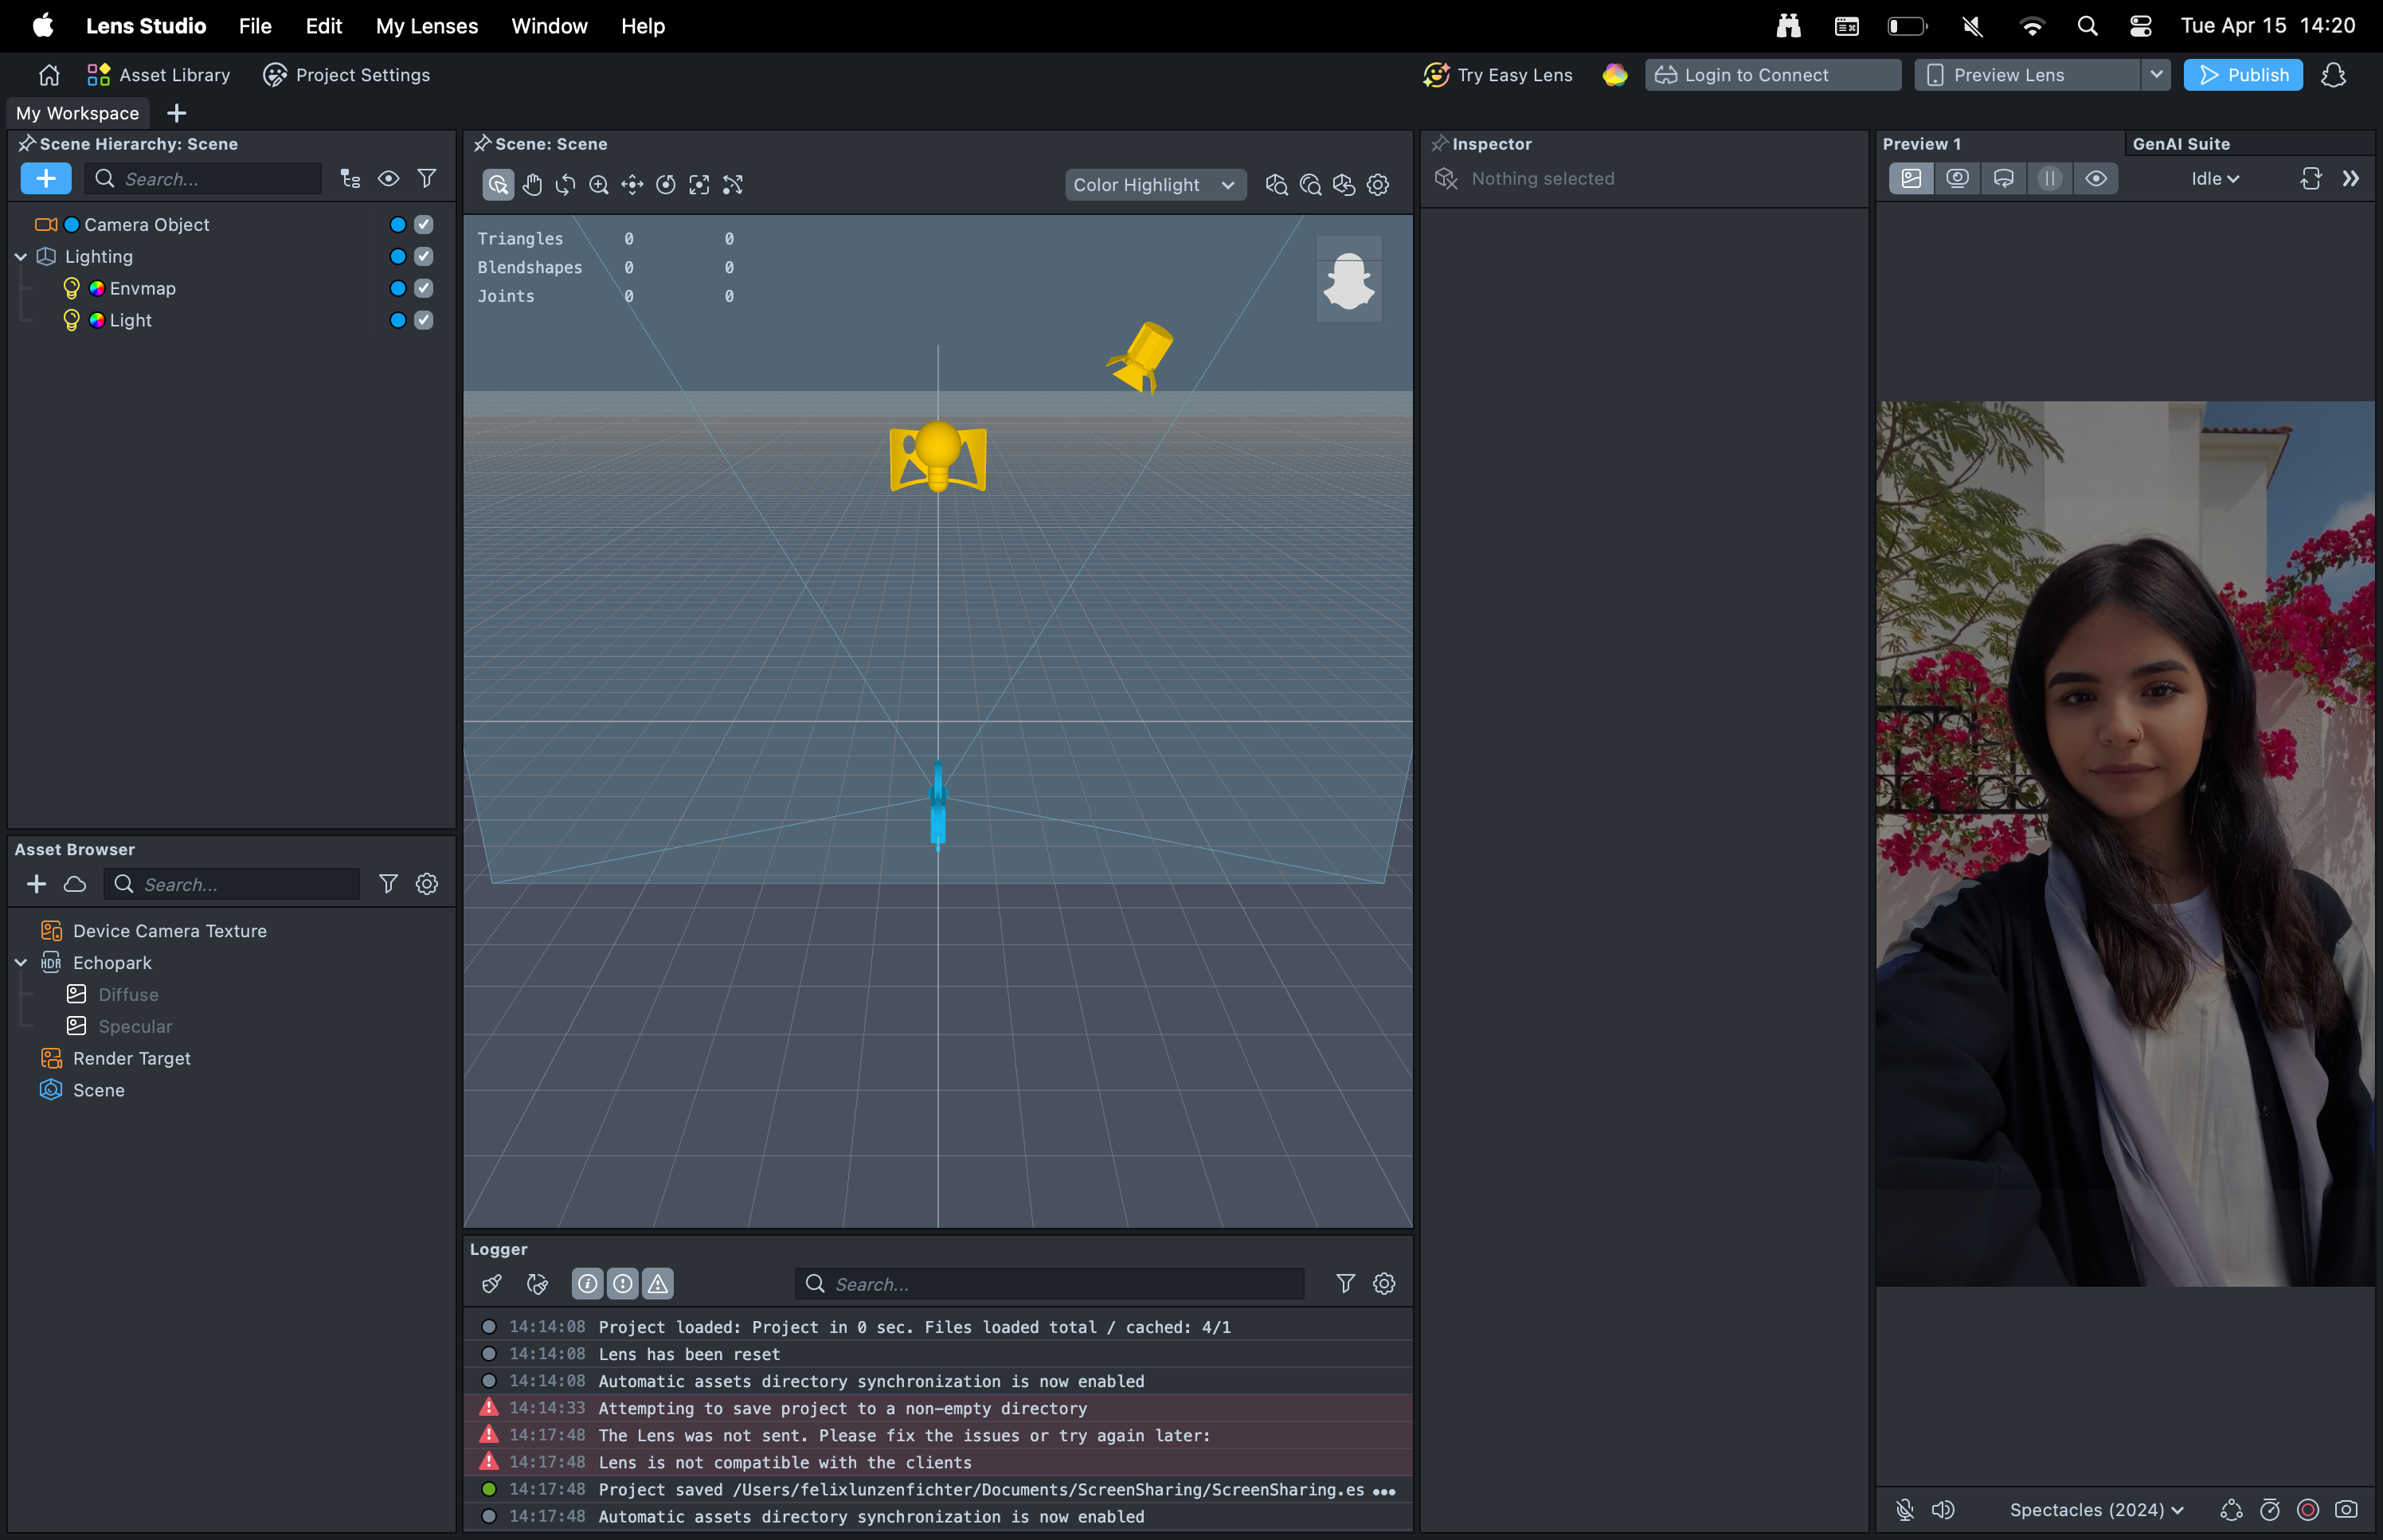 Lens Studio File Edit My Lenses Window Help Tue Apr 15 14:20
Asset Library Project Settings Try Easy Lens Login to Connect Preview Lens Publish
My Workspace
Scene Hierarchy: Scene
Search...
Camera Object
Lighting
Envmap
Light
Asset Browser
Search...
Device Camera Texture
HDR Echopark
Diffuse
Specular
Render Target
Scene
Scene: Scene
Color Highlight
Triangles 0 0
Blendshapes 0 0
Joints 0 0
Logger
Search...
14:14:08 Project loaded: Project in 0 sec. Files loaded total / cached: 4/1
14:14:08 Lens has been reset
14:14:08 Automatic assets directory synchronization is now enabled
14:14:33 Attempting to save project to a non-empty directory
14:17:48 The Lens was not sent. Please fix the issues or try again later:
14:17:48 Lens is not compatible with the clients
14:17:48 Project saved /Users/felixlunzenfichter/Documents/ScreenSharing/ScreenSharing.es •••
14:17:48 Automatic assets directory synchronization is now enabled
Inspector
Nothing selected
Preview 1 GenAI Suite
Idle
Spectacles (2024)